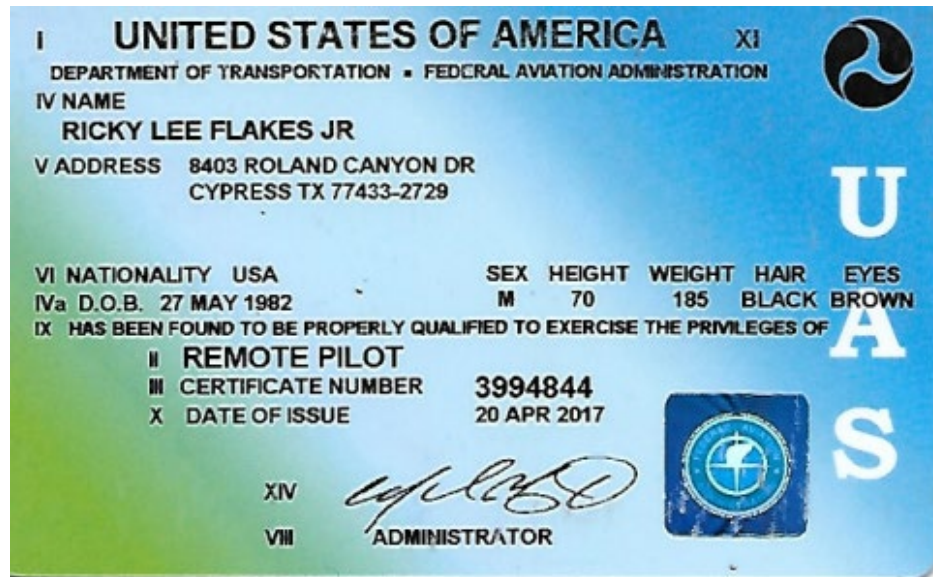 I UNITED STATES OF AMERICA XI
DEPARTMENT OF TRANSPORTATION ▪ FEDERAL AVIATION ADMINISTRATION
IV NAME
RICKY LEE FLAKES JR
V ADDRESS 8403 ROLAND CANYON DR
CYPRESS TX 77433-2729
VI NATIONALITY USA SEX HEIGHT WEIGHT HAIR EYES
IVa D.O.B. 27 MAY 1982 M 70 185 BLACK BROWN
IX HAS BEEN FOUND TO BE PROPERLY QUALIFIED TO EXERCISE THE PRIVILEGES OF
II REMOTE PILOT
III CERTIFICATE NUMBER 3994844
X DATE OF ISSUE 20 APR 2017
XIV
VIII ADMINISTRATOR
UAS
FEDERAL AVIATION